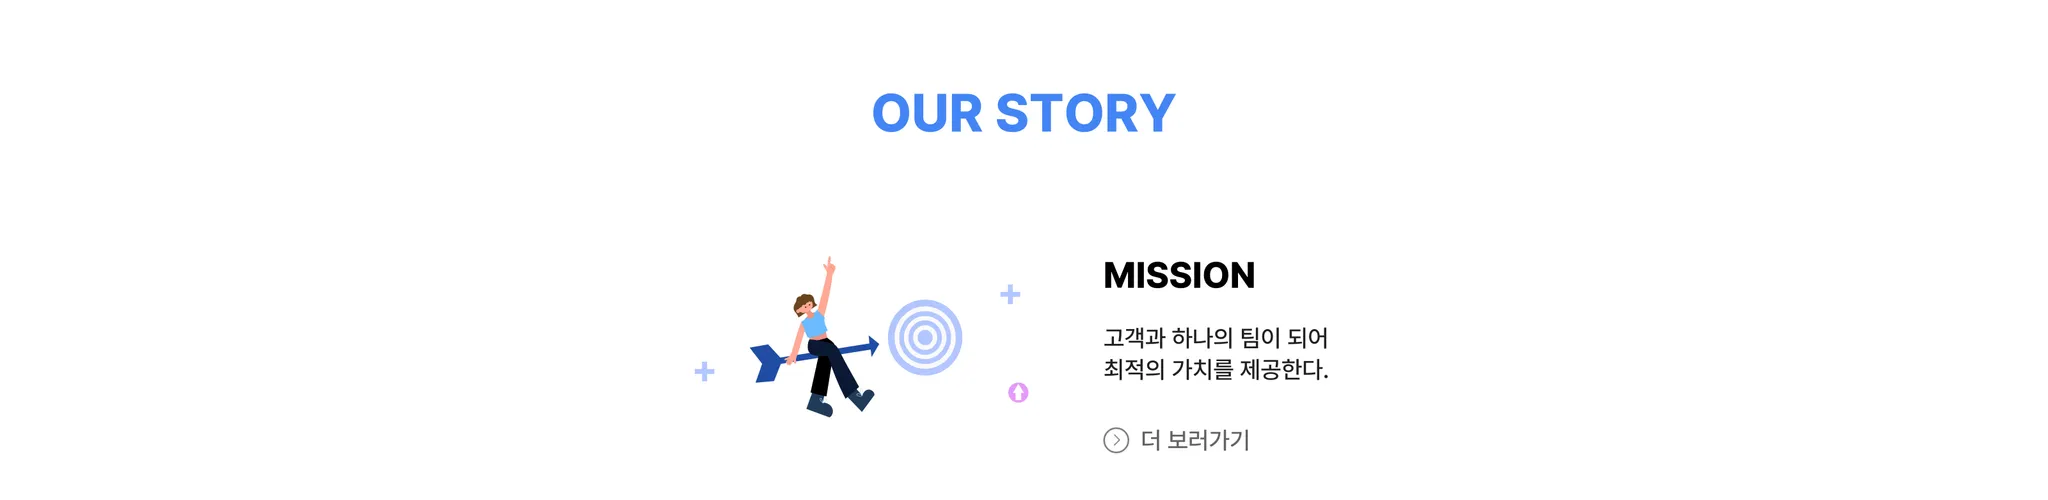 OUR STORY
MISSION
고객과 하나의 팀이 되어
최적의 가치를 제공한다.
더 보러가기